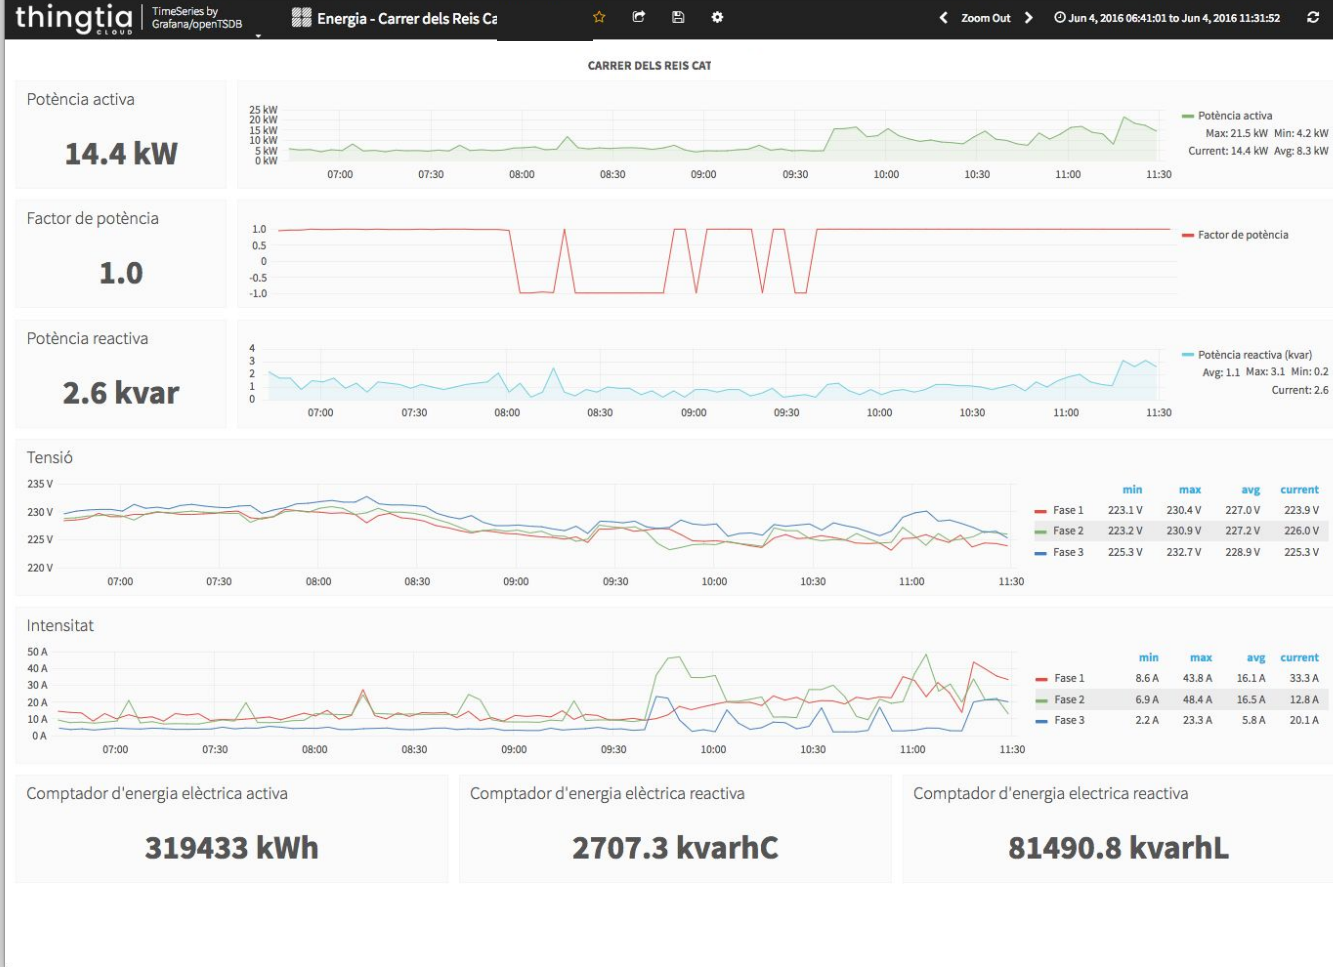 thingtia
CLOUD
TimeSeries by
Grafana/openTSDB
Energia - Carrer dels Reis Ca
Zoom Out
Jun 4, 2016 06:41:01 to Jun 4, 2016 11:31:52
CARRER DELS REIS CAT
Potència activa
14.4 kW
25 kW
20 kW
15 kW
10 kW
5 kW
0 kW
07:00 07:30 08:00 08:30 09:00 09:30 10:00 10:30 11:00 11:30
Potència activa
Max: 21.5 kW Min: 4.2 kW
Current: 14.4 kW Avg: 8.3 kW
Factor de potència
1.0
1.0
0.5
0
-0.5
-1.0
Factor de potència
Potència reactiva
2.6 kvar
4
3
2
1
0
07:00 07:30 08:00 08:30 09:00 09:30 10:00 10:30 11:00 11:30
Potència reactiva (kvar)
Avg: 1.1 Max: 3.1 Min: 0.2
Current: 2.6
Tensió
235 V
230 V
225 V
220 V
07:00 07:30 08:00 08:30 09:00 09:30 10:00 10:30 11:00 11:30
min max avg current
Fase 1 223.1 V 230.4 V 227.0 V 223.9 V
Fase 2 223.2 V 230.9 V 227.2 V 226.0 V
Fase 3 225.3 V 232.7 V 228.9 V 225.3 V
Intensitat
50 A
40 A
30 A
20 A
10 A
0 A
07:00 07:30 08:00 08:30 09:00 09:30 10:00 10:30 11:00 11:30
min max avg current
Fase 1 8.6 A 43.8 A 16.1 A 33.3 A
Fase 2 6.9 A 48.4 A 16.5 A 12.8 A
Fase 3 2.2 A 23.3 A 5.8 A 20.1 A
Comptador d'energia elèctrica activa
319433 kWh
Comptador d'energia elèctrica reactiva
2707.3 kvarhC
Comptador d'energia electrica reactiva
81490.8 kvarhL